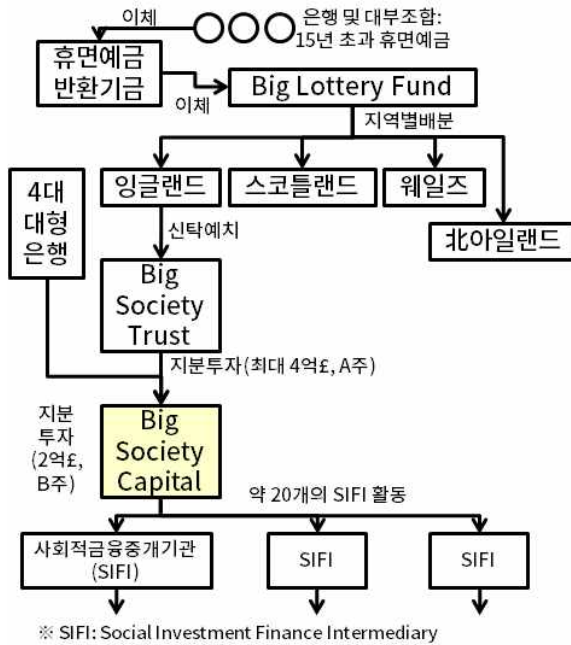 이체
은행 및 대부조합:
15년 초과 휴면예금
휴면예금
반환기금
이체
Big Lottery Fund
지역별배분
4대
대형
은행
잉글랜드
스코틀랜드
웨일즈
北아일랜드
신탁예치
Big
Society
Trust
지분투자(최대 4억£, A주)
지분
투자
(2억£,
B주)
Big
Society
Capital
약 20개의 SIFI 활동
사회적금융중개기관
(SIFI)
SIFI
SIFI
※ SIFI: Social Investment Finance Intermediary